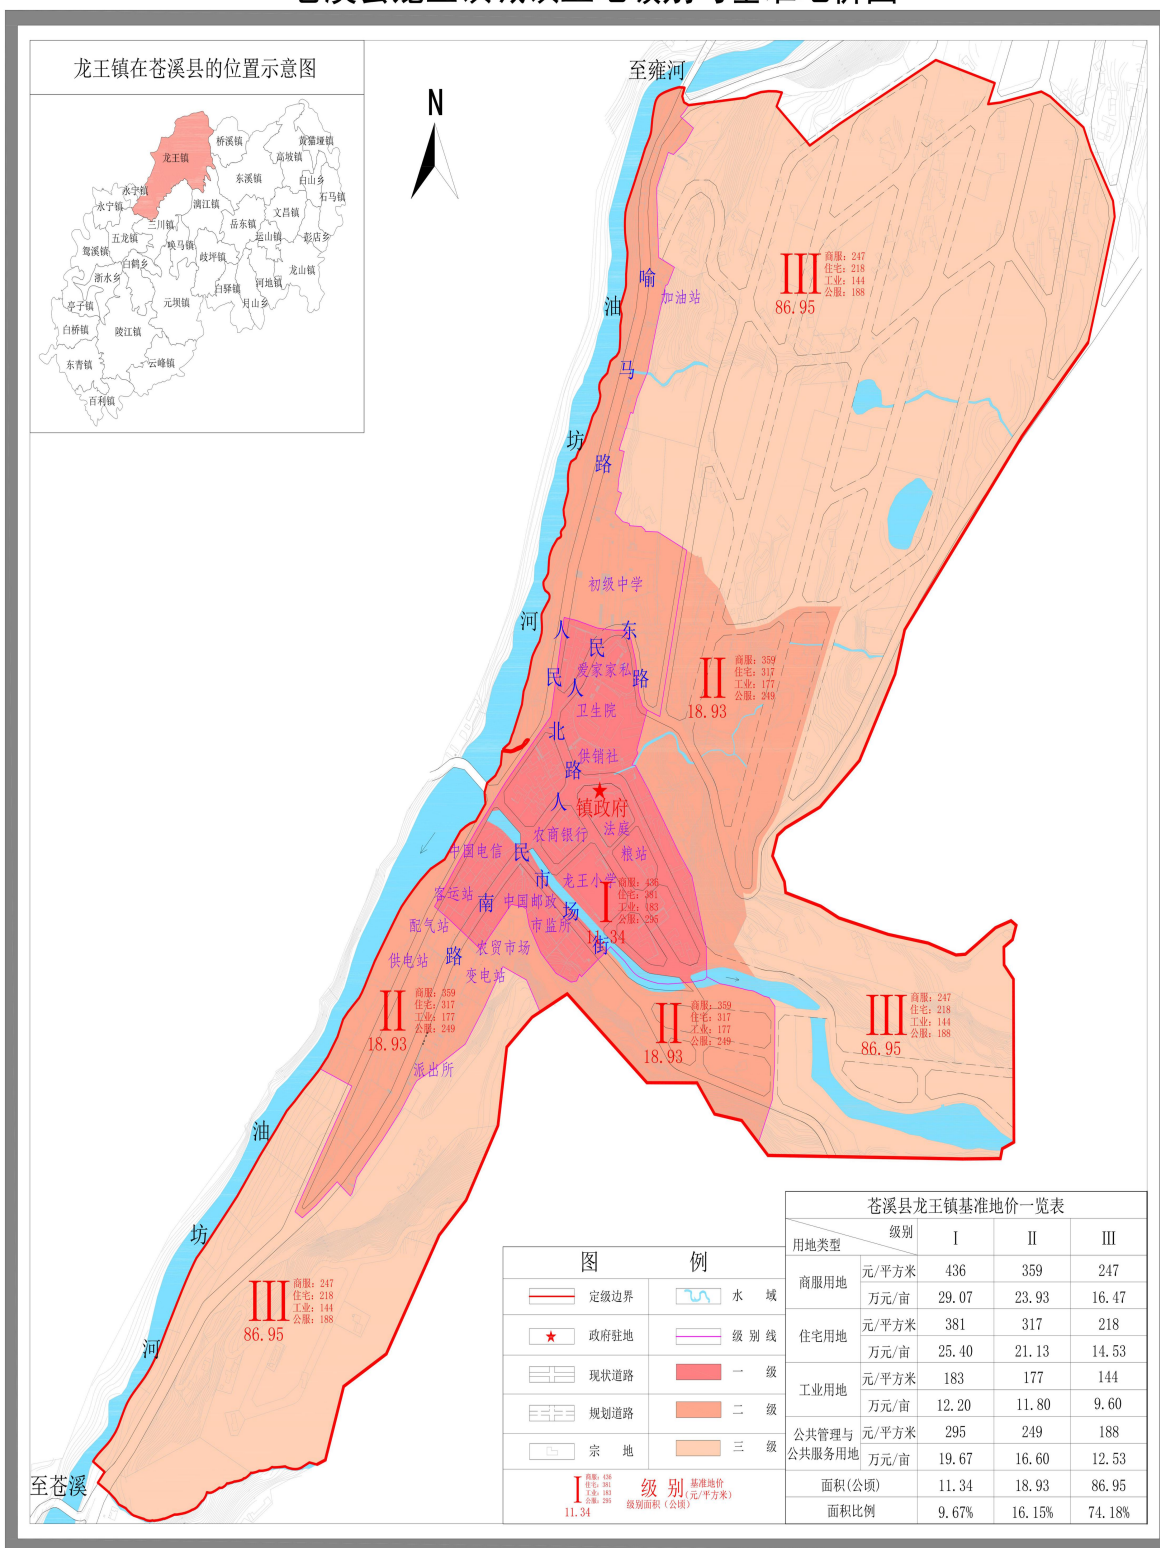 龙王镇在苍溪县的位置示意图
龙王镇
桥溪镇
黄猫垭镇
高坡镇
东溪镇
白山乡
石马镇
永宁镇
永宁镇
漓江镇
文昌镇
三川镇
岳东镇
运山镇
彭店乡
五龙镇
唤马镇
鸳溪镇
白鹤乡
歧坪镇
浙水乡
龙山镇
河地镇
白驿镇
月山乡
元坝镇
亭子镇
白桥镇
陵江镇
东青镇
云峰镇
百利镇
N
至雍河
III
商服: 247
住宅: 218
工业: 144
公服: 188
86.95
喻
加油站
油
马
坊
路
初级中学
河
人
民
东
爱家家私
民
人
路
卫生院
II
商服: 359
住宅: 317
工业: 177
公服: 249
18.93
北
供销社
路
人
镇政府
农商银行
法庭
中国电信
民
粮站
市
龙王小学
I
商服: 436
住宅: 381
工业: 183
公服: 295
11.34
客运站
南
中国邮政
场
配气站
市监所
街
农贸市场
供电站
路
变电站
II
商服: 359
住宅: 317
工业: 177
公服: 249
18.93
II
商服: 359
住宅: 317
工业: 177
公服: 249
18.93
III
商服: 247
住宅: 218
工业: 144
公服: 188
86.95
派出所
油
坊
河
III
商服: 247
住宅: 218
工业: 144
公服: 188
86.95
至苍溪
图 例
定级边界 水 域
政府驻地 级 别 线
现状道路 一 级
规划道路 二 级
宗 地 三 级
I
商服: 436
住宅: 381
工业: 183
公服: 295
11.34
级 别
基准地价
(元/平方米)
级别面积（公顷）
苍溪县龙王镇基准地价一览表
用地类型 级别 I II III
商服用地 元/平方米 436 359 247
万元/亩 29.07 23.93 16.47
住宅用地 元/平方米 381 317 218
万元/亩 25.40 21.13 14.53
工业用地 元/平方米 183 177 144
万元/亩 12.20 11.80 9.60
公共管理与公共服务用地 元/平方米 295 249 188
万元/亩 19.67 16.60 12.53
面积(公顷) 11.34 18.93 86.95
面积比例 9.67% 16.15% 74.18%